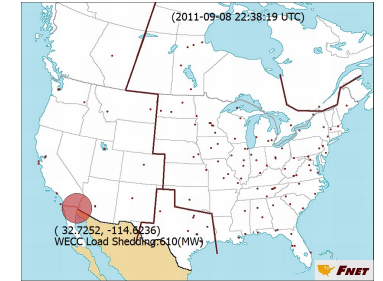 (2011-09-08 22:38:19 UTC)
( 32.7252, -114.6236)
WECC Load Shedding:610(MW)
FNET